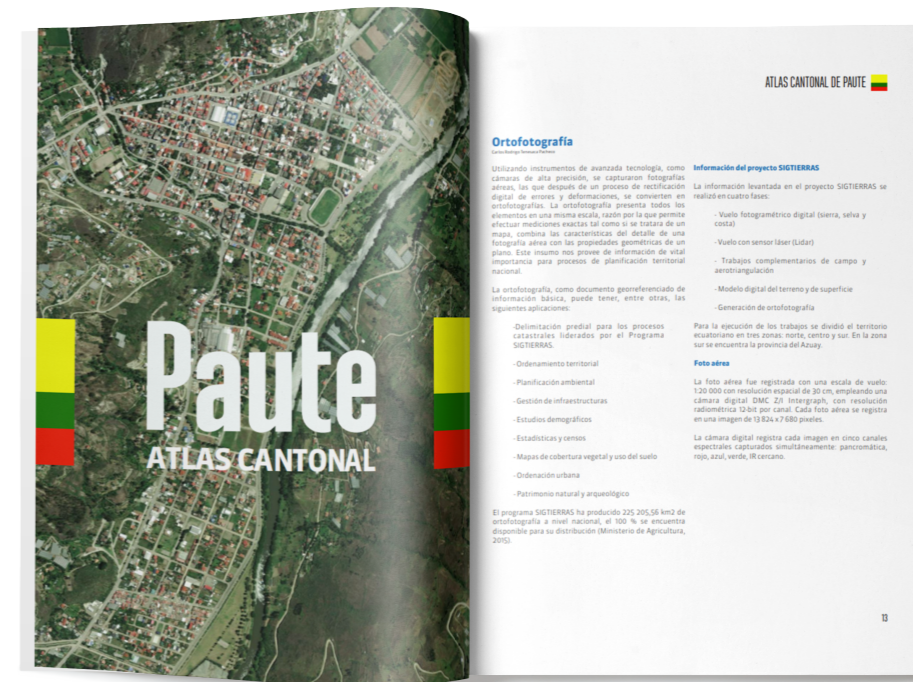 Paute
ATLAS CANTONAL
ATLAS CANTONAL DE PAUTE
Ortofotografía
Carlos Rodrigo Tenesaca Pacheco
Utilizando instrumentos de avanzada tecnología, como
cámaras de alta precisión, se capturaron fotografías
aéreas, las que después de un proceso de rectificación
digital de errores y deformaciones, se convierten en
ortofotografías. La ortofotografía presenta todos los
elementos en una misma escala, razón por la que permite
efectuar mediciones exactas tal como si se tratara de un
mapa, combina las características del detalle de una
fotografía aérea con las propiedades geométricas de un
plano. Este insumo nos provee de información de vital
importancia para procesos de planificación territorial
nacional.
La ortofotografía, como documento georreferenciado de
información básica, puede tener, entre otras, las
siguientes aplicaciones:
-Delimitación predial para los procesos
catastrales liderados por el Programa
SIGTIERRAS.
- Ordenamiento territorial
- Planificación ambiental
- Gestión de infraestructuras
- Estudios demográficos
- Estadísticas y censos
- Mapas de cobertura vegetal y uso del suelo
- Ordenación urbana
- Patrimonio natural y arqueológico
El programa SIGTIERRAS ha producido 225 205,56 km2 de
ortofotografía a nivel nacional, el 100 % se encuentra
disponible para su distribución (Ministerio de Agricultura,
2015).
Información del proyecto SIGTIERRAS
La información levantada en el proyecto SIGTIERRAS se
realizó en cuatro fases:
- Vuelo fotogramétrico digital (sierra, selva y
costa)
- Vuelo con sensor láser (Lidar)
- Trabajos complementarios de campo y
aerotriangulación
- Modelo digital del terreno y de superficie
- Generación de ortofotografía
Para la ejecución de los trabajos se dividió el territorio
ecuatoriano en tres zonas: norte, centro y sur. En la zona
sur se encuentra la provincia del Azuay.
Foto aérea
La foto aérea fue registrada con una escala de vuelo:
1:20 000 con resolución espacial de 30 cm, empleando una
cámara digital DMC Z/I Intergraph, con resolución
radiométrica 12-bit por canal. Cada foto aérea se registra
en una imagen de 13 824 x 7 680 pixeles.
La cámara digital registra cada imagen en cinco canales
espectrales capturados simultáneamente: pancromática,
rojo, azul, verde, IR cercano.
13